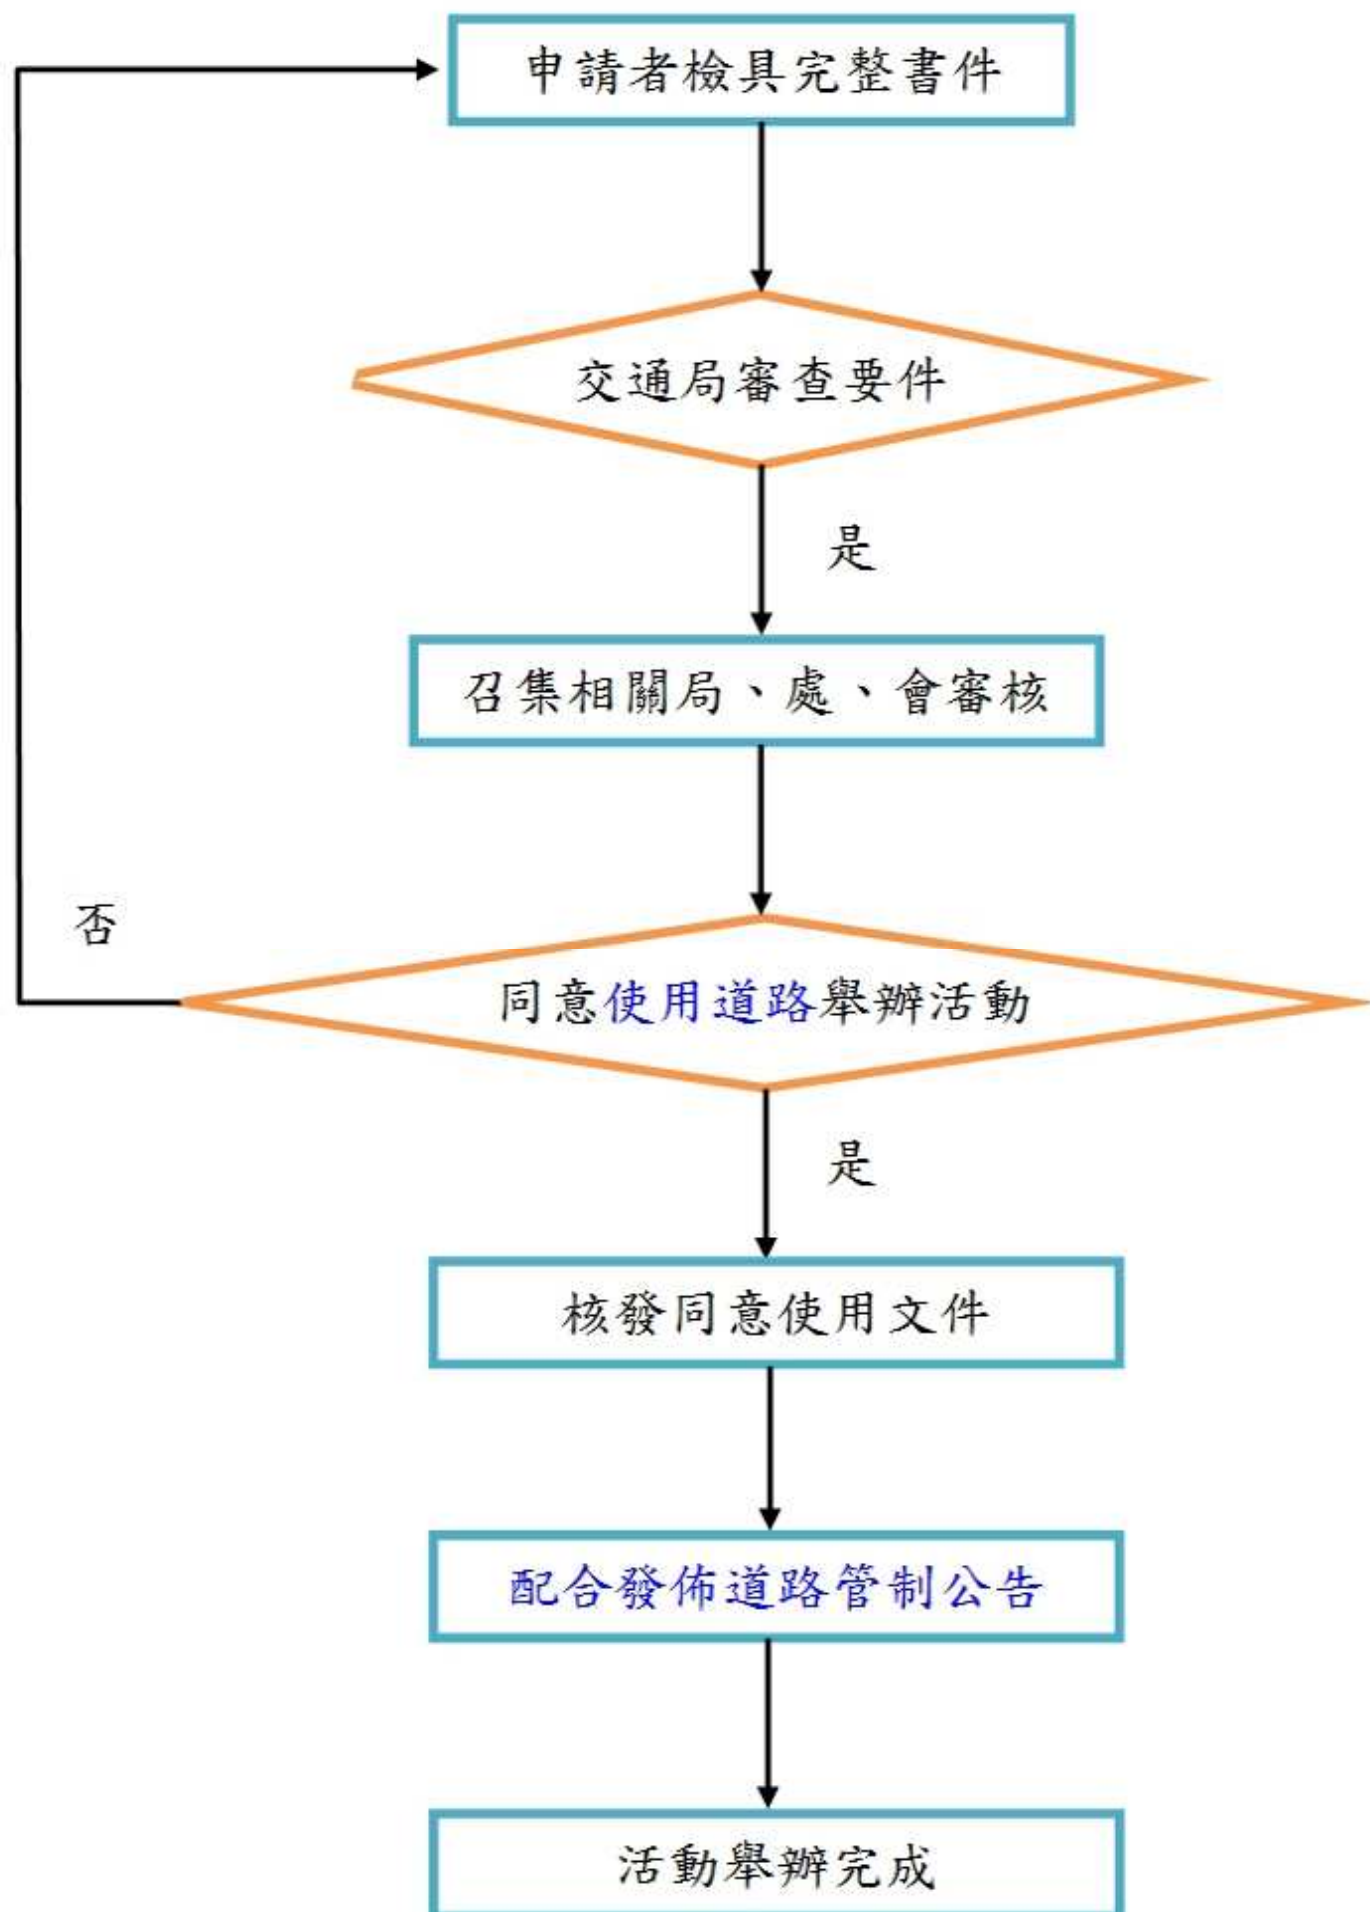 申請者檢具完整書件
交通局審查要件
是
召集相關局、處、會審核
否
同意使用道路舉辦活動
是
核發同意使用文件
配合發佈道路管制公告
活動舉辦完成